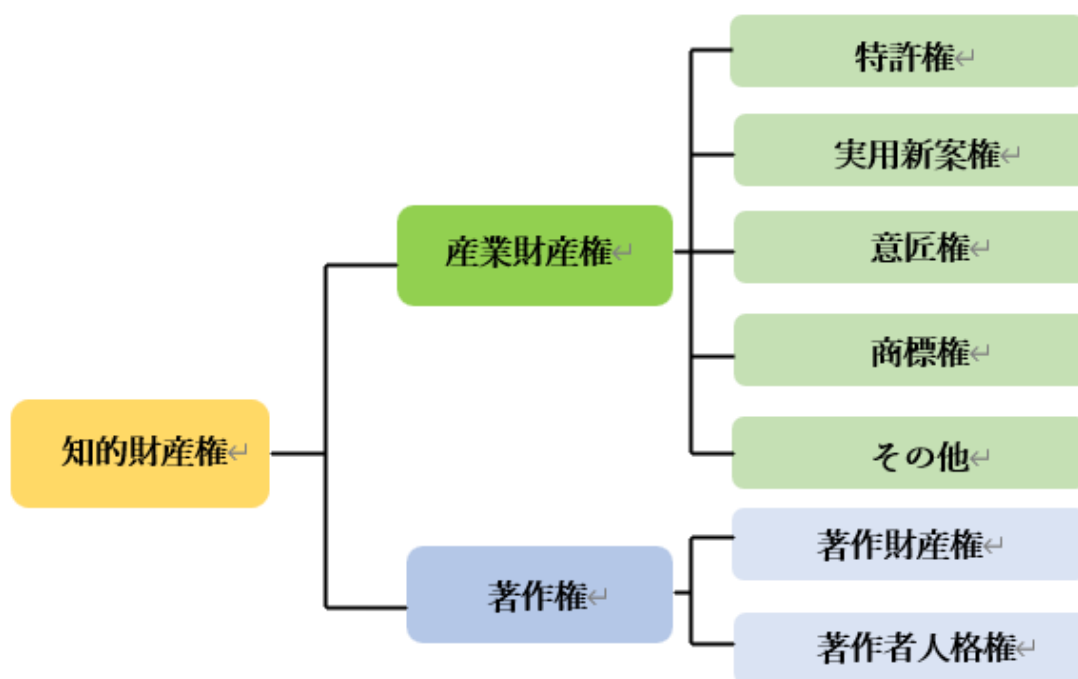 知的財産権
産業財産権
特許権
実用新案権
意匠権
商標権
その他
著作権
著作財産権
著作者人格権